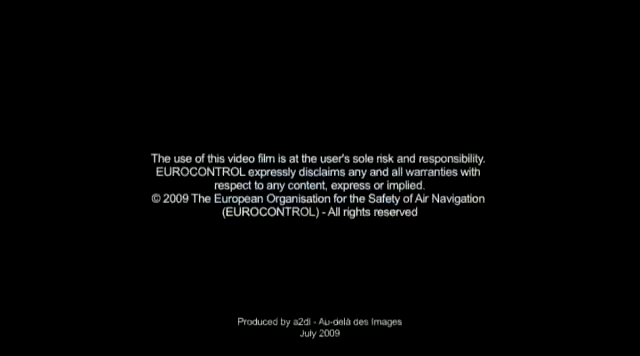 The use of this video film is at the user's sole risk and responsibility.
EUROCONTROL expressly disclaims any and all warranties with
respect to any content, express or implied.
© 2009 The European Organisation for the Safety of Air Navigation
(EUROCONTROL) - All rights reserved
Produced by a2di - Au-delà des Images
July 2009